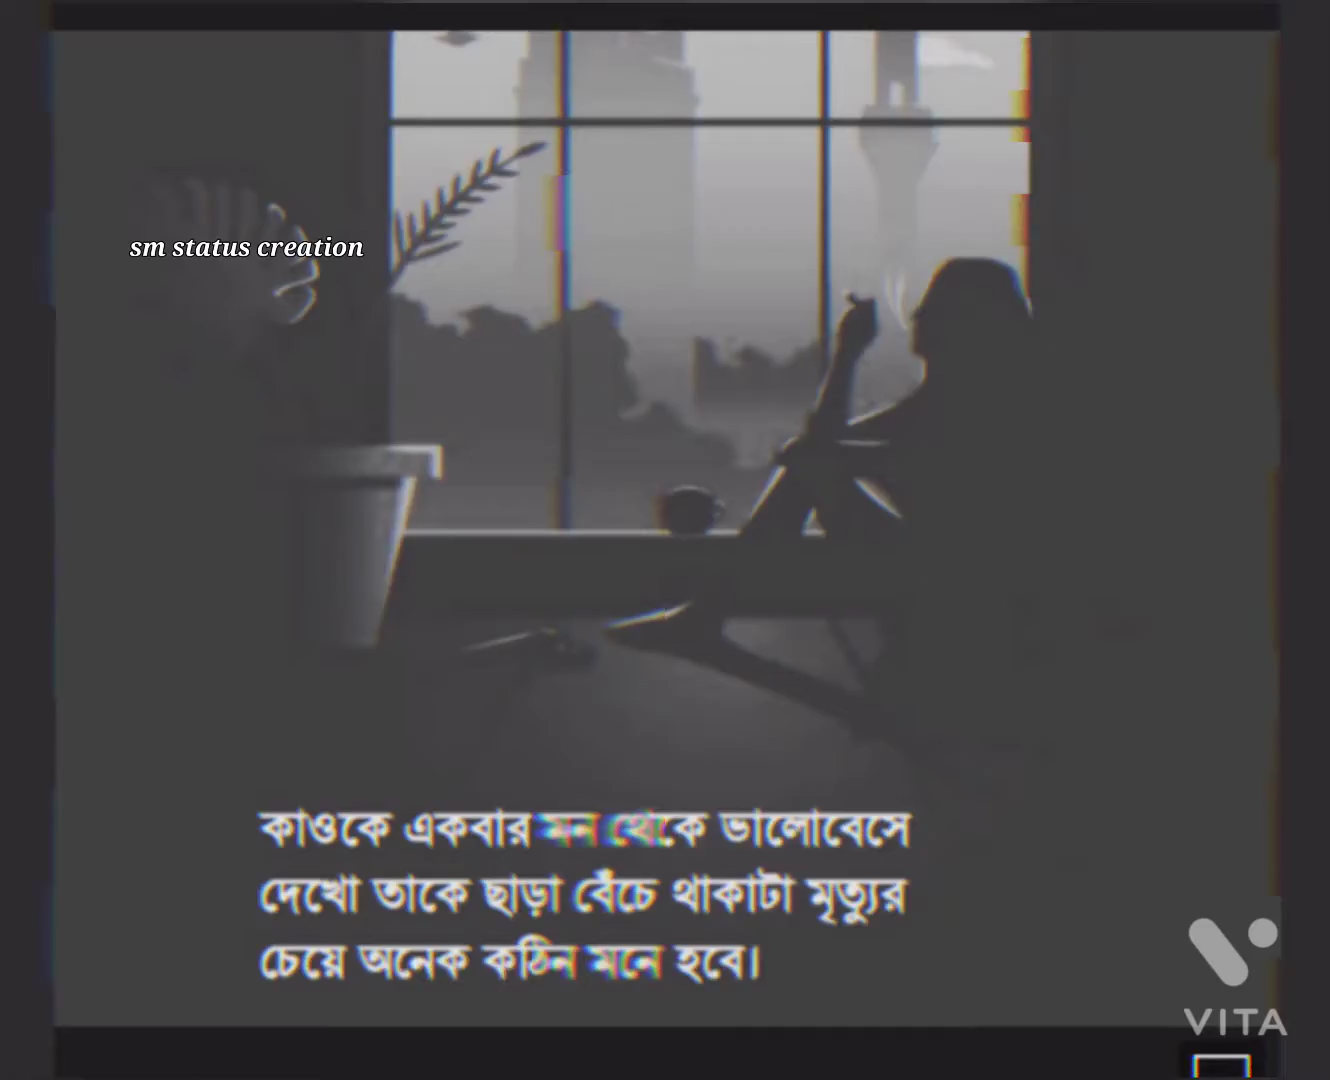 sm status creation
কাওকে একবার মন থেকে ভালোবেসে
দেখো তাকে ছাড়া বেঁচে থাকাটা মৃত্যুর
চেয়ে অনেক কঠিন মনে হবে।
VITA